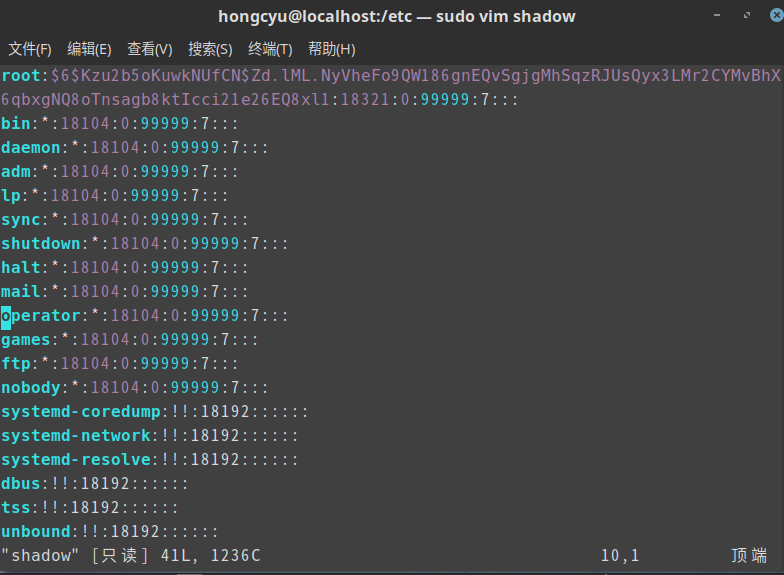 hongcyu@localhost:/etc — sudo vim shadow
文件(F) 编辑(E) 查看(V) 搜索(S) 终端(T) 帮助(H)
root:$6$Kzu2b5oKuwkNUfCN$Zd.lML.NyVheFo9QW186gnEQvSgjgMhSqzRJUsQyx3LMr2CYMvBhX
6qbxgNQ8oTnsagb8ktIcci21e26EQ8xl1:18321:0:99999:7:::
bin:*:18104:0:99999:7:::
daemon:*:18104:0:99999:7:::
adm:*:18104:0:99999:7:::
lp:*:18104:0:99999:7:::
sync:*:18104:0:99999:7:::
shutdown:*:18104:0:99999:7:::
halt:*:18104:0:99999:7:::
mail:*:18104:0:99999:7:::
operator:*:18104:0:99999:7:::
games:*:18104:0:99999:7:::
ftp:*:18104:0:99999:7:::
nobody:*:18104:0:99999:7:::
systemd-coredump:!!:18192::::::
systemd-network:!!:18192::::::
systemd-resolve:!!:18192::::::
dbus:!!:18192::::::
tss:!!:18192::::::
unbound:!!:18192::::::
"shadow" [只读] 41L, 1236C 10,1 顶端